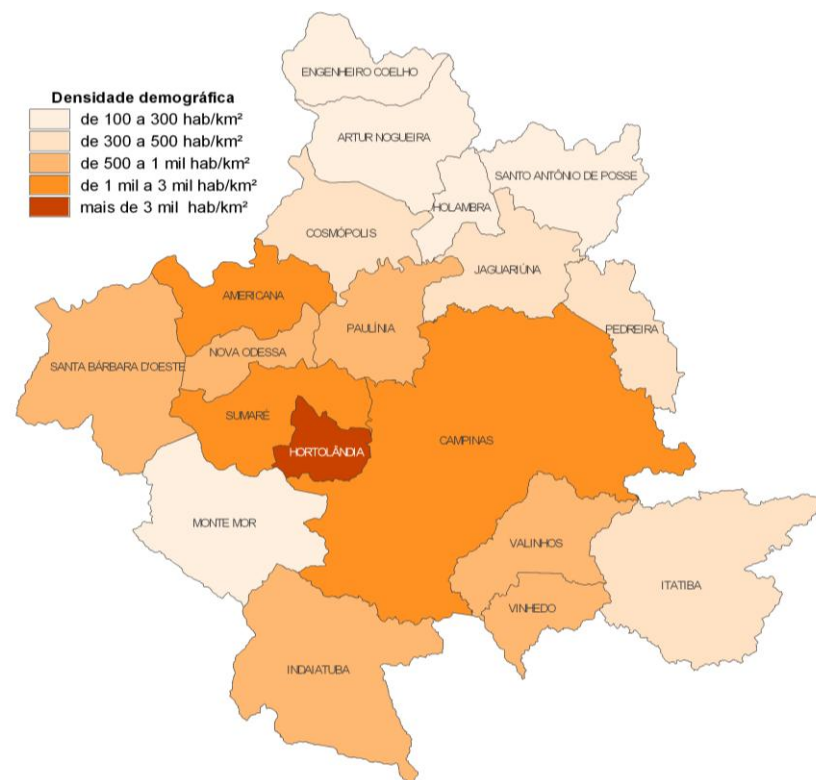 Densidade demográfica
de 100 a 300 hab/km²
de 300 a 500 hab/km²
de 500 a 1 mil hab/km²
de 1 mil a 3 mil hab/km²
mais de 3 mil hab/km²
ENGENHEIRO COELHO
ARTUR NOGUEIRA
SANTO ANTÔNIO DE POSSE
HOLAMBRA
COSMÓPOLIS
JAGUARIÚNA
AMERICANA
PAULÍNIA
PEDREIRA
NOVA ODESSA
SANTA BÁRBARA D'OESTE
SUMARÉ
CAMPINAS
HORTOLÂNDIA
MONTE MOR
VALINHOS
ITATIBA
VINHEDO
INDAIATUBA